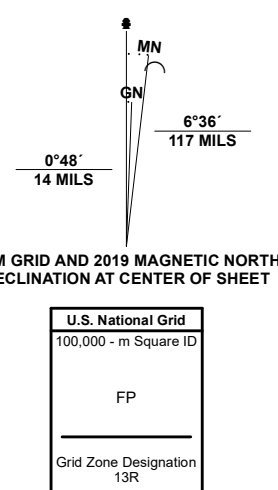 MN
GN
6°36´
117 MILS
0°48´
14 MILS
M GRID AND 2019 MAGNETIC NORTH
ECLINATION AT CENTER OF SHEET
U.S. National Grid
100,000 - m Square ID
FP
Grid Zone Designation
13R